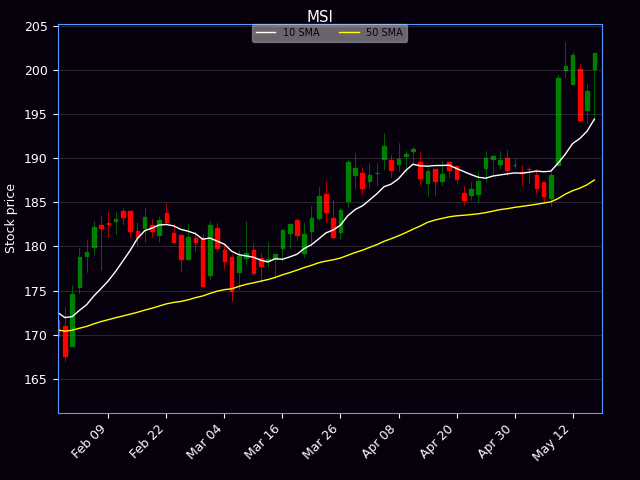 MSI
10 SMA
50 SMA
205
200
195
190
185
180
175
170
165
Stock price
Feb 09
Feb 22
Mar 04
Mar 16
Mar 26
Apr 08
Apr 20
Apr 30
May 12